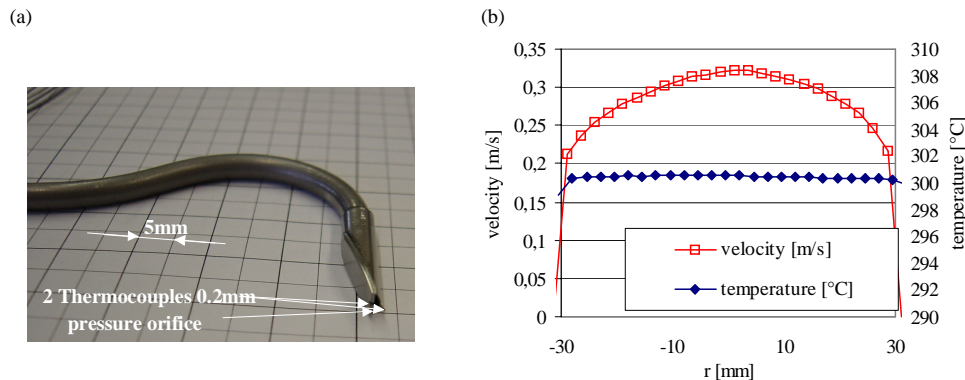 (a)
5mm
2 Thermocouples 0.2mm
pressure orifice
(b)
0,35
0,3
0,25
0,2
0,15
0,1
0,05
0
velocity [m/s]
310
308
306
304
302
300
298
296
294
292
290
temperature [°C]
velocity [m/s]
temperature [°C]
-30
-10
10
30
r [mm]